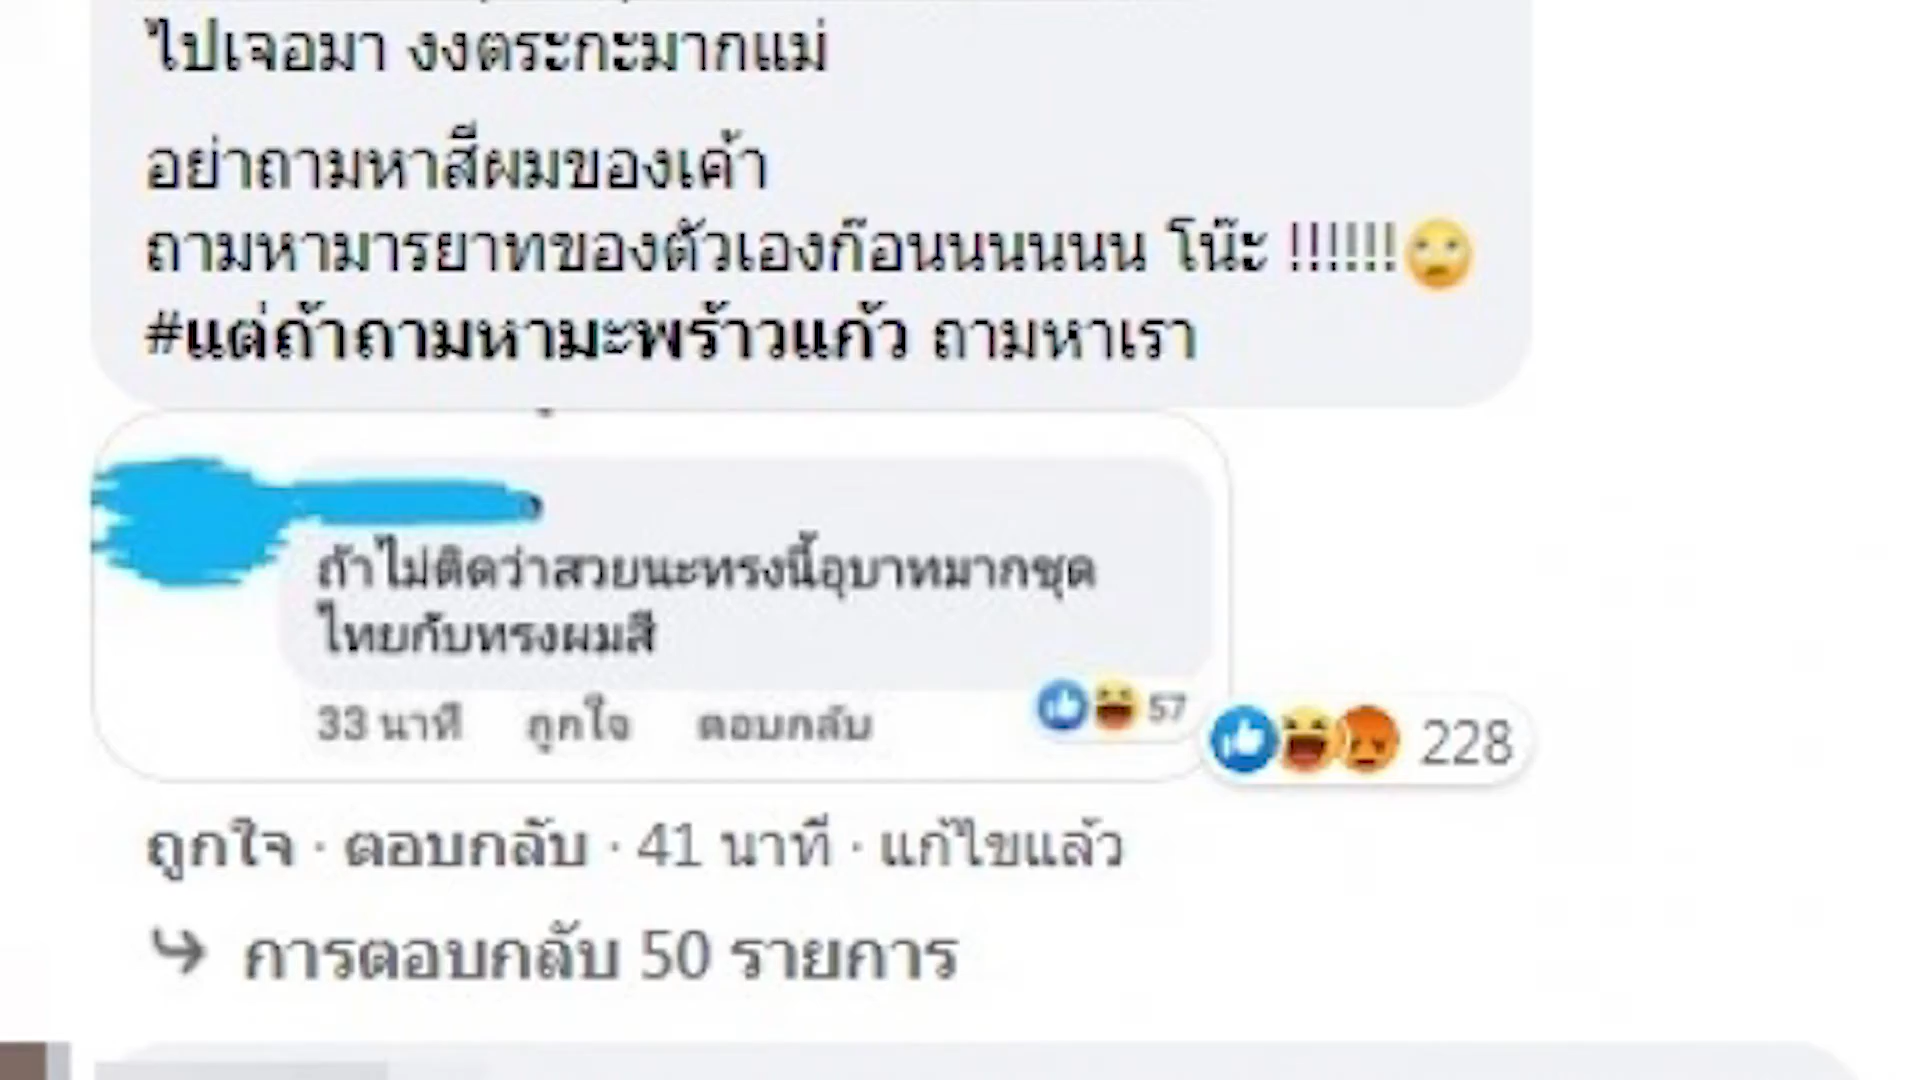 ไปเจอมา งงตระกะมากแม่
อย่าถามหาสีผมของเค้า
ถามหามารยาทของตัวเองก๊อนนนนนน โน๊ะ !!!!!!🙄
#แต่ถ้าถามหามะพร้าวแก้ว ถามหาเรา
ถ้าไม่ติดว่าสวยนะทรงนี้อุบาทมากชุด
ไทยกับทรงผมสี
33 นาที ถูกใจ ตอบกลับ 57
228
ถูกใจ · ตอบกลับ · 41 นาที · แก้ไขแล้ว
การตอบกลับ 50 รายการ